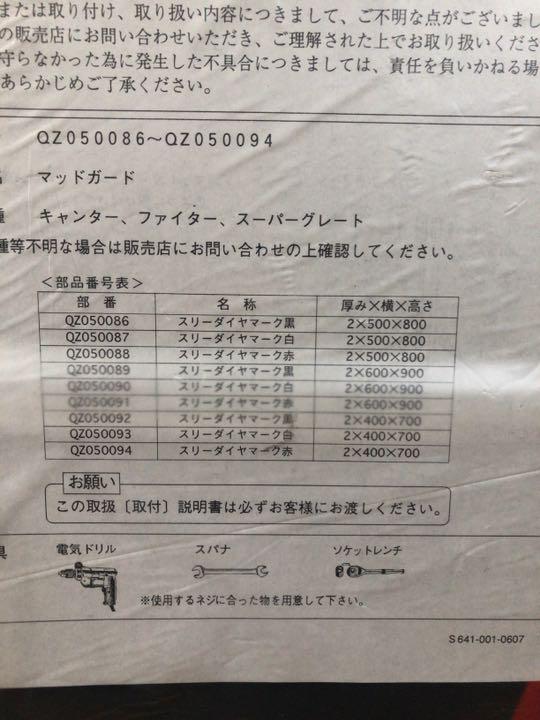 または取り付け、取り扱い内容につきまして、ご不明な点がございまし
の販売店にお問い合わせいただき、ご理解された上でお取り扱いくださ
守らなかった為に発生した不具合につきましては、責任を負いかねる場
あらかじめご了承ください。
QZ050086〜QZ050094
名 マッドガード
種 キャンター、ファイター、スーパーグレート
種等不明な場合は販売店にお問い合わせの上確認してください。
＜部品番号表＞
部 番 名 称 厚み×横×高さ
QZ050086 スリーダイヤマーク黒 2×500×800
QZ050087 スリーダイヤマーク白 2×500×800
QZ050088 スリーダイヤマーク赤 2×500×800
QZ050089 スリーダイヤマーク黒 2×600×900
QZ050090 スリーダイヤマーク白 2×600×900
QZ050091 スリーダイヤマーク赤 2×600×900
QZ050092 スリーダイヤマーク黒 2×400×700
QZ050093 スリーダイヤマーク白 2×400×700
QZ050094 スリーダイヤマーク赤 2×400×700
お願い
この取扱〔取付〕説明書は必ずお客様にお渡しください。
具 電気ドリル スパナ ソケットレンチ
※使用するネジに合った物を用意して下さい。
S641-001-0607